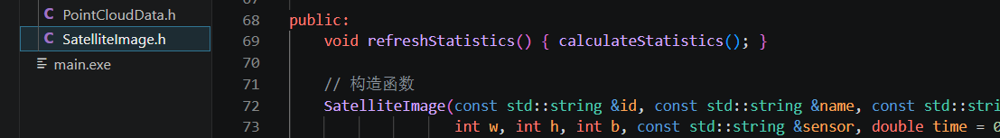 PointCloudData.h
SatelliteImage.h
main.exe
68 public:
69 void refreshStatistics() { calculateStatistics(); }
70
71 // 构造函数
72 SatelliteImage(const std::string &id, const std::string &name, const std::stri
73 int w, int h, int b, const std::string &sensor, double time = 0